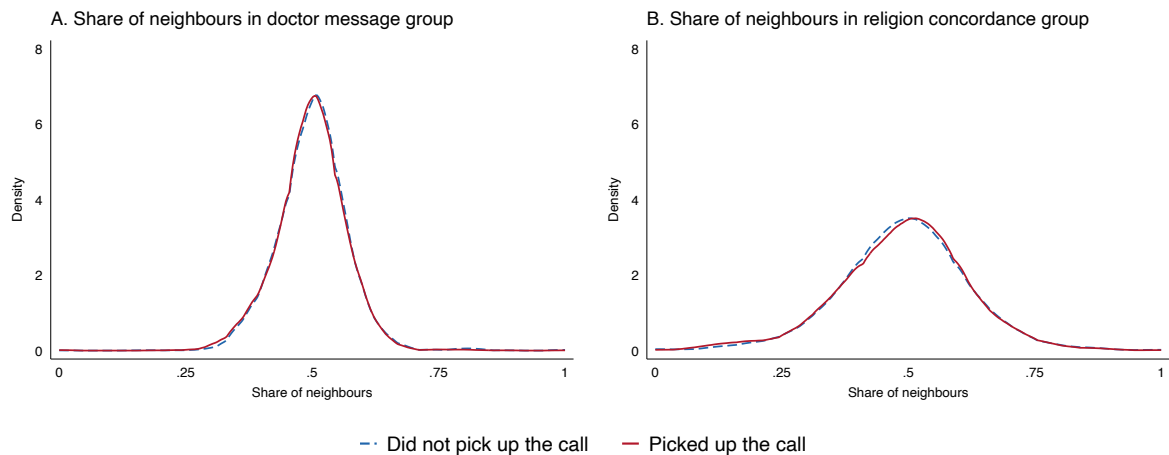 A. Share of neighbours in doctor message group
8
6
4
2
0
Density
0 .25 .5 .75 1
Share of neighbours
B. Share of neighbours in religion concordance group
8
6
4
2
0
Density
0 .25 .5 .75 1
Share of neighbours
Did not pick up the call Picked up the call